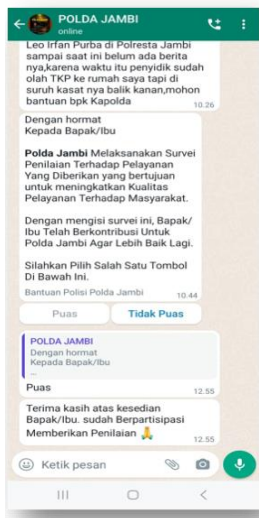 POLDA JAMBI
online
Leo Irfan Purba di Polresta Jambi
sampai saat ini belum ada berita
nya,karena waktu itu penyidik sudah
olah TKP ke rumah saya tapi di
suruh kasat nya balik kanan,mohon
bantuan bpk Kapolda
10.26
Dengan hormat
Kepada Bapak/Ibu
Polda Jambi Melaksanakan Survei
Penilaian Terhadap Pelayanan
Yang Diberikan yang bertujuan
untuk meningkatkan Kualitas
Pelayanan Terhadap Masyarakat.
Dengan mengisi survei ini, Bapak/
Ibu Telah Berkontribusi Untuk
Polda Jambi Agar Lebih Baik Lagi.
Silahkan Pilih Salah Satu Tombol
Di Bawah Ini.
Bantuan Polisi Polda Jambi
10.44
Puas
Tidak Puas
POLDA JAMBI
Dengan hormat
Kepada Bapak/Ibu
...
Puas
12.55
Terima kasih atas kesedian
Bapak/Ibu. sudah Berpartisipasi
Memberikan Penilaian 🙏
12.55
Ketik pesan